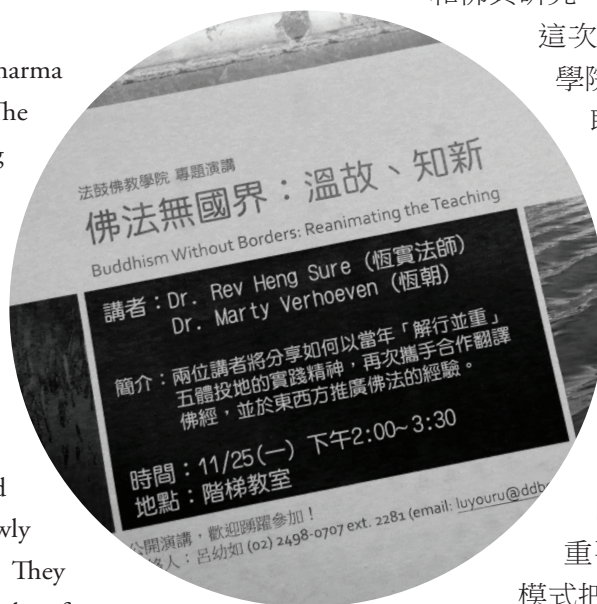 harma
he
g
d
wly
They
這次
學院
法鼓佛教學院 專題演講
佛法無國界：溫故、知新
Buddhism Without Borders: Reanimating the Teaching
講者：Dr. Rev Heng Sure (恆實法師)
Dr. Marty Verhoeven (恆朝)
簡介：兩位講者將分享如何以當年「解行並重」
五體投地的實踐精神，再次攜手合作翻譯
佛經，並於東西方推廣佛法的經驗。
時間：11/25(一) 下午2:00~3:30
地點：階梯教室
公開演講，歡迎踴躍參加！
絡人：呂幼如 (02) 2498-0707 ext. 2281 (email: luyouru@ddb
模式把